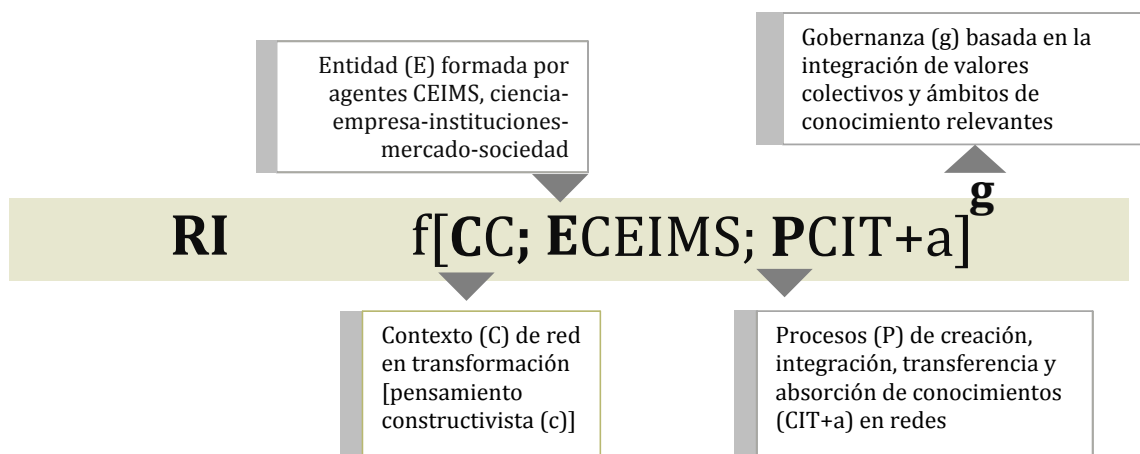 Entidad (E) formada por
agentes CEIMS, ciencia-
empresa-instituciones-
mercado-sociedad
Gobernanza (g) basada en la
integración de valores
colectivos y ámbitos de
conocimiento relevantes
RI f[CC; ECEIMS; PCIT+a]g
Contexto (C) de red
en transformación
[pensamiento
constructivista (c)]
Procesos (P) de creación,
integración, transferencia y
absorción de conocimientos
(CIT+a) en redes